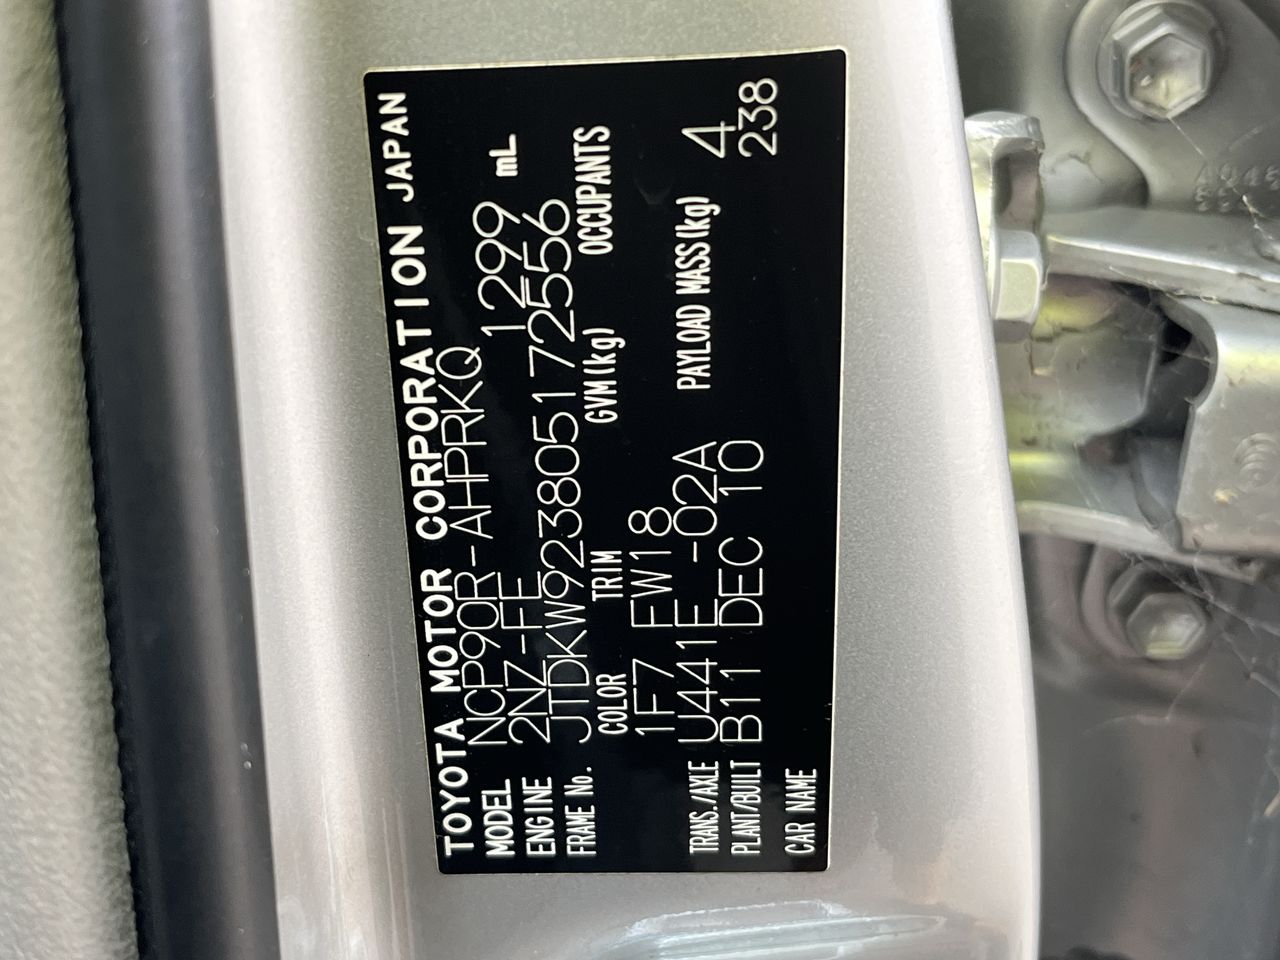 TOYOTA MOTOR CORPORATION JAPAN
MODEL NCP90R-AHPRKQ
ENGINE 2NZ-FE 1299 mL
FRAME No. JTDKW923805172556
COLOR TRIM GVM(kg) OCCUPANTS
1F7 FW18
TRANS./AXLE U441E -02A PAYLOAD MASS(kg) 4
PLANT/BUILT B11 DEC 10 238
CAR NAME